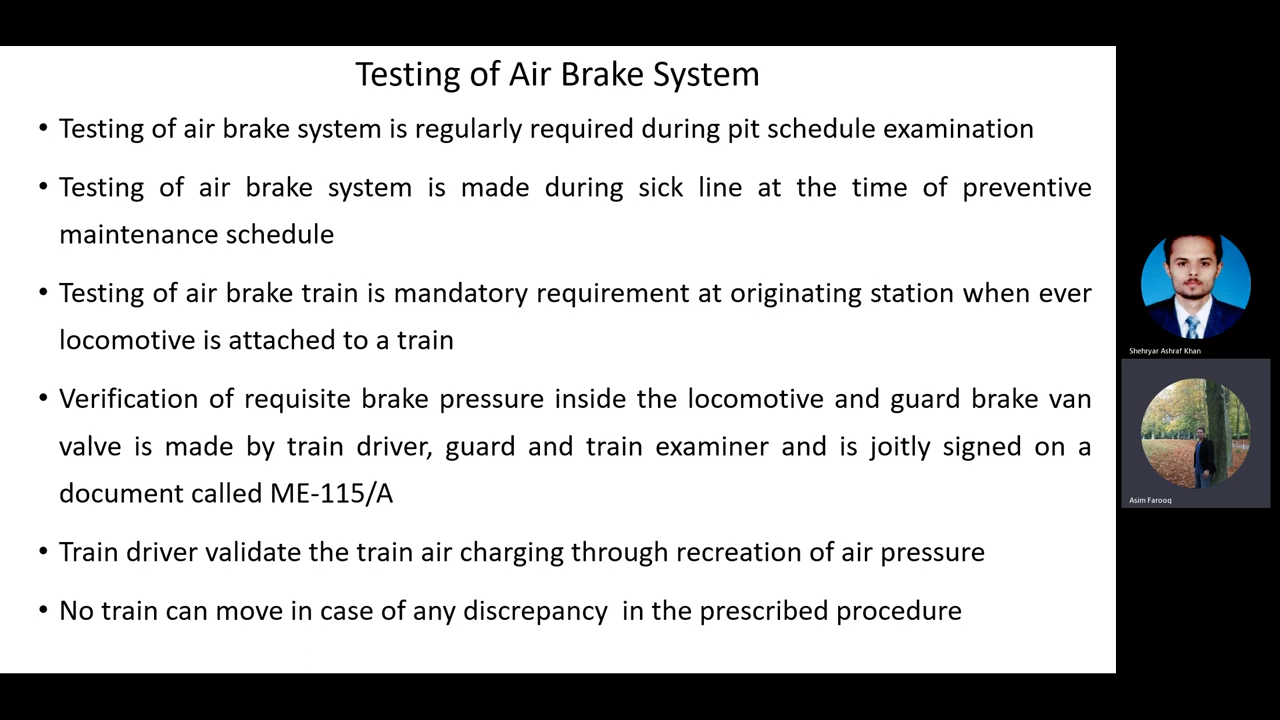 Testing of Air Brake System
• Testing of air brake system is regularly required during pit schedule examination
• Testing of air brake system is made during sick line at the time of preventive
maintenance schedule
• Testing of air brake train is mandatory requirement at originating station when ever
locomotive is attached to a train
• Verification of requisite brake pressure inside the locomotive and guard brake van
valve is made by train driver, guard and train examiner and is joitly signed on a
document called ME-115/A
• Train driver validate the train air charging through recreation of air pressure
• No train can move in case of any discrepancy  in the prescribed procedure
Shehryar Ashraf Khan
Asim Farooq